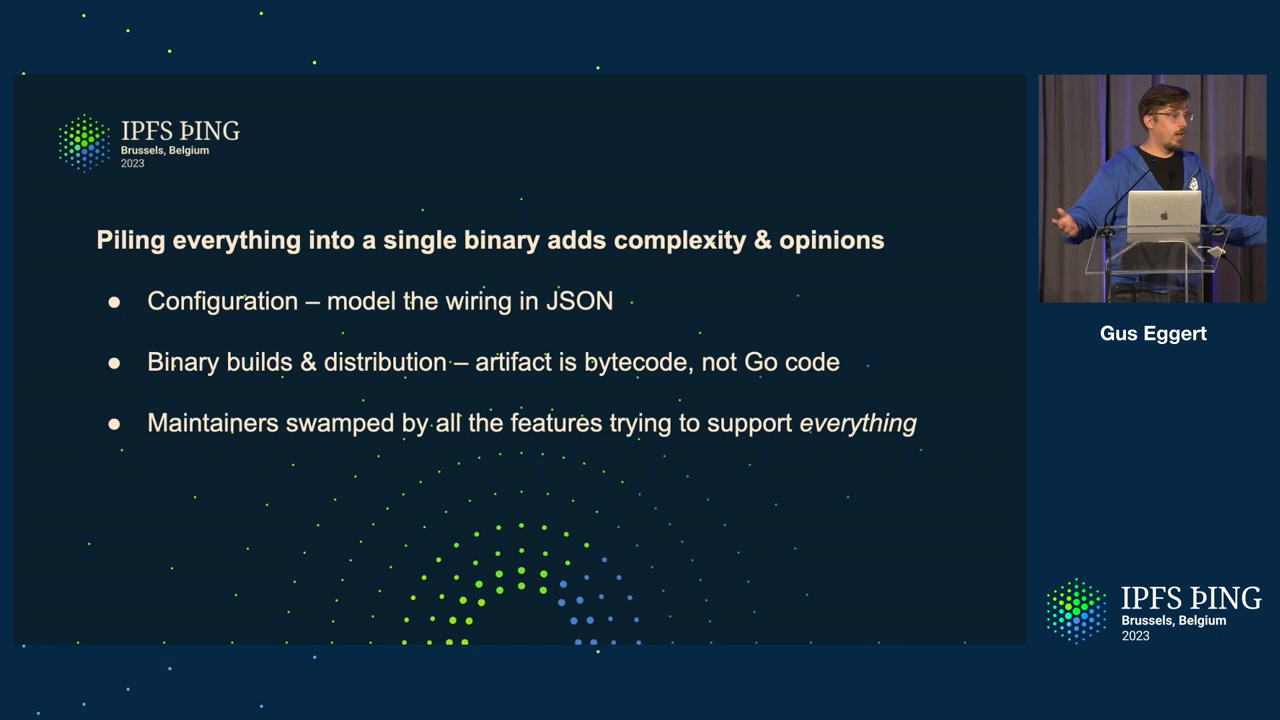 IPFS ÞING
Brussels, Belgium
2023
Piling everything into a single binary adds complexity & opinions
● Configuration – model the wiring in JSON
● Binary builds & distribution – artifact is bytecode, not Go code
● Maintainers swamped by all the features trying to support everything
Gus Eggert
IPFS ÞING
Brussels, Belgium
2023